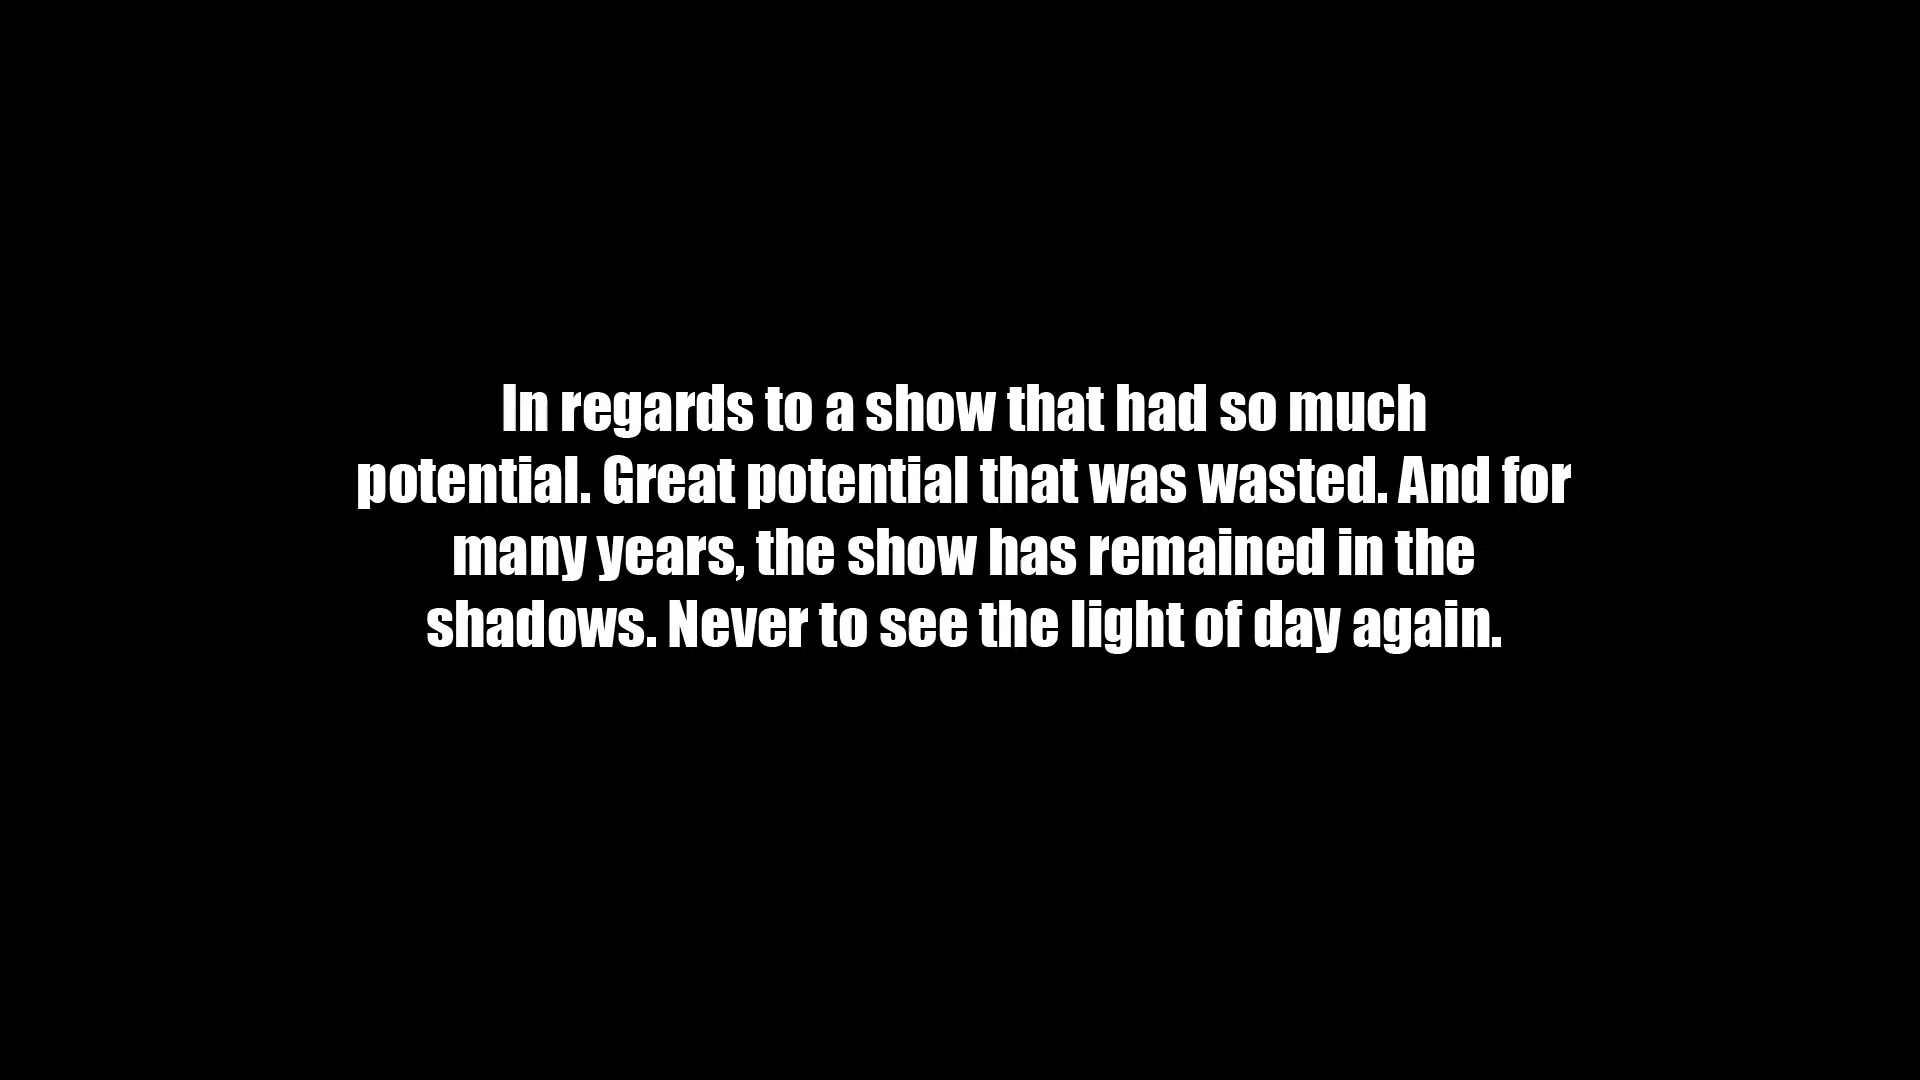 In regards to a show that had so much
potential. Great potential that was wasted. And for
many years, the show has remained in the
shadows. Never to see the light of day again.